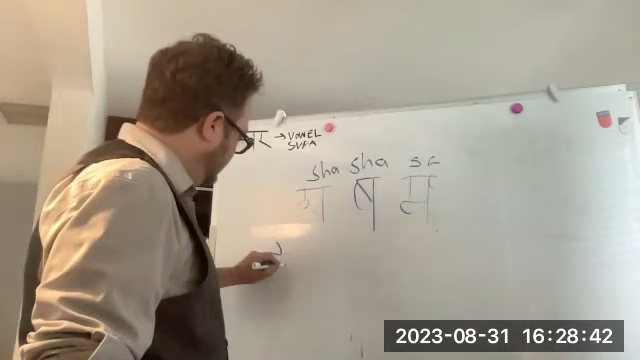 → VOWEL
SVFA
sha sha sa
श ष स
2023-08-31 16:28:42